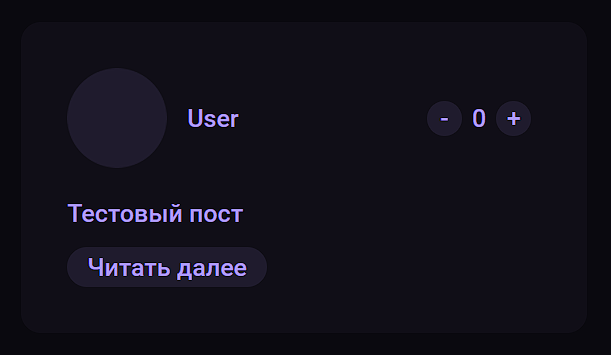 User - 0 +
Тестовый пост
Читать далее